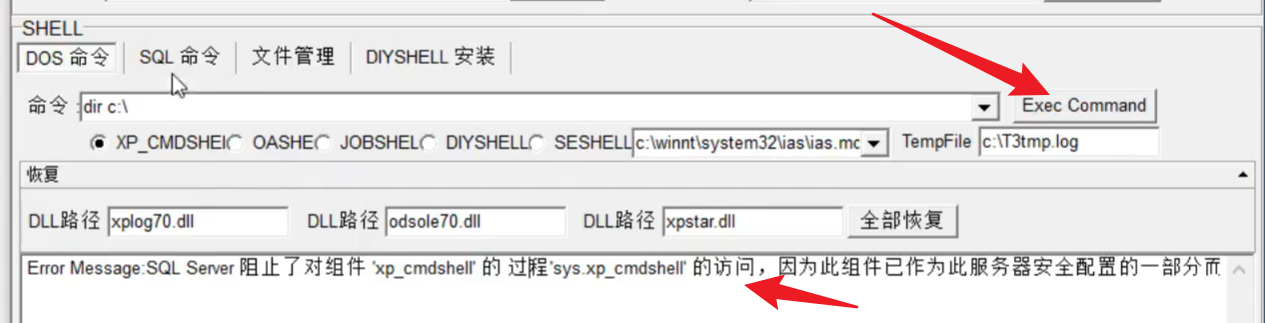 SHELL
DOS 命令 SQL 命令 文件管理 DIYSHELL 安装
命令 : dir c:\ Exec Command
XP_CMDSHEL OASHE JOBSHEL DIYSHELL SESHELL c:\winnt\system32\ias\ias.mc TempFile c:\T3tmp.log
恢复
DLL路径 xplog70.dll DLL路径 odsole70.dll DLL路径 xpstar.dll 全部恢复
Error Message:SQL Server 阻止了对组件 'xp_cmdshell' 的 过程'sys.xp_cmdshell' 的访问，因为此组件已作为此服务器安全配置的一部分而